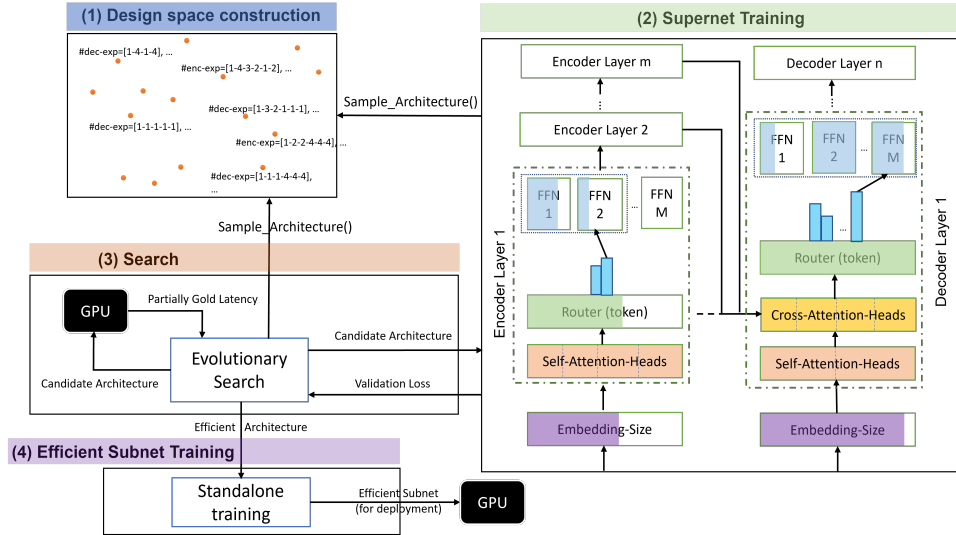 (1) Design space construction
#dec-exp=[1-4-1-4], ...
#enc-exp=[1-4-3-2-1-2], ...
#dec-exp=[1-3-2-1-1-1], ...
#dec-exp=[1-1-1-1-1], ...
#enc-exp=[1-2-2-4-4-4], ...
#dec-exp=[1-1-1-4-4-4],
...
Sample_Architecture()
Sample_Architecture()
(2) Supernet Training
Encoder Layer m
...
Encoder Layer 2
FFN
1
FFN
2
...
FFN
M
Router (token)
Self-Attention-Heads
Embedding-Size
Encoder Layer 1
Decoder Layer n
...
FFN
1
FFN
2
...
FFN
M
...
Router (token)
Cross-Attention-Heads
Self-Attention-Heads
Embedding-Size
Decoder Layer 1
(3) Search
GPU
Partially Gold Latency
Candidate Architecture
Evolutionary
Search
Candidate Architecture
Validation Loss
Efficient Architecture
(4) Efficient Subnet Training
Standalone
training
Efficient Subnet
(for deployment)
GPU